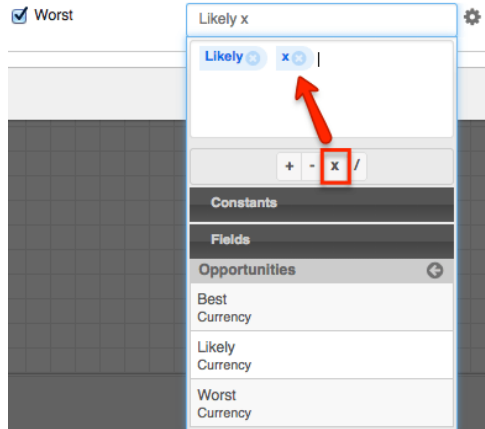 Worst
Likely x
Likely x
+ - x /
Constants
Fields
Opportunities
Best
Currency
Likely
Currency
Worst
Currency